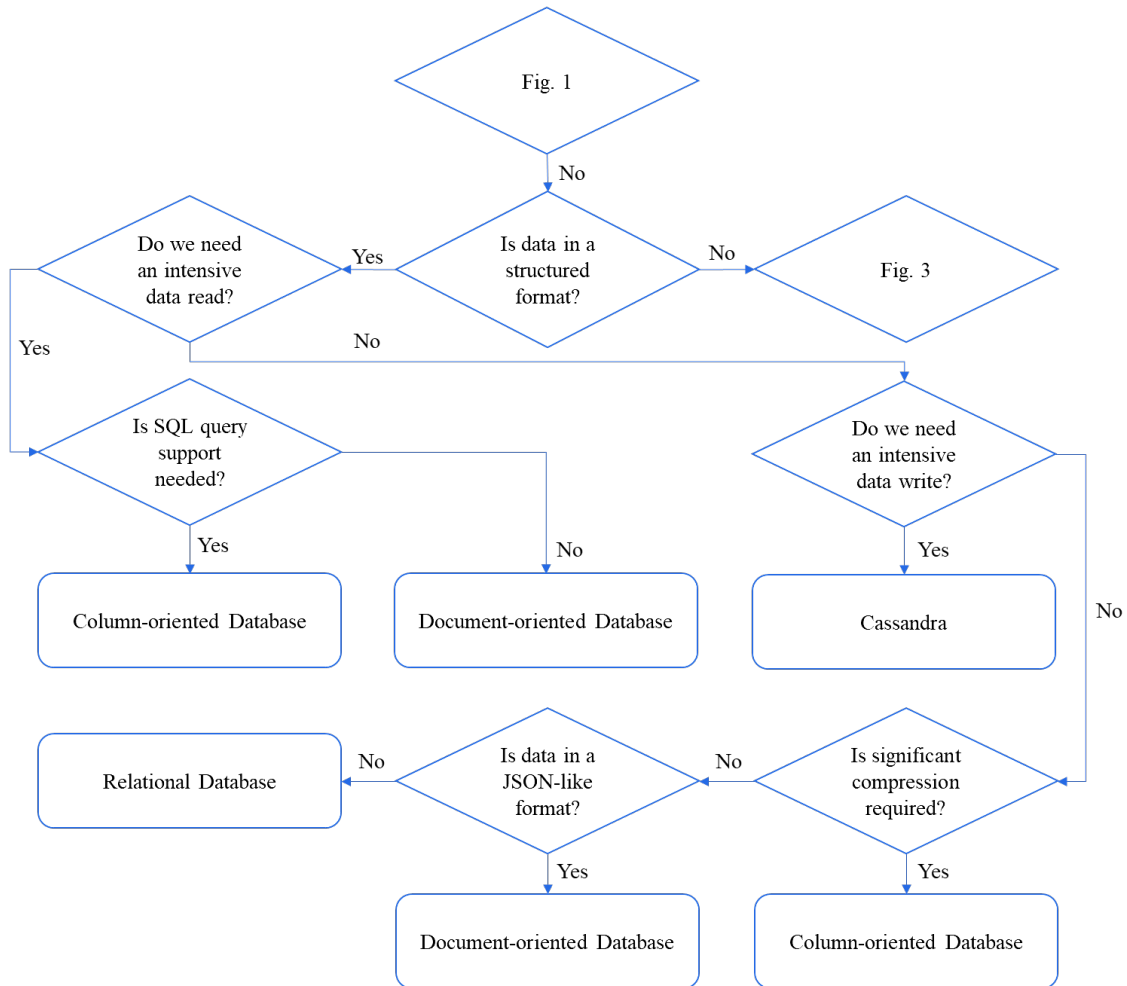 Fig. 1
No
Do we need
an intensive
data read?
Yes
Is data in a
structured
format?
No
Fig. 3
Yes
No
Is SQL query
support
needed?
Do we need
an intensive
data write?
Yes
No
Yes
No
Column-oriented Database
Document-oriented Database
Cassandra
Relational Database
No
Is data in a
JSON-like
format?
No
Is significant
compression
required?
Yes
Yes
Document-oriented Database
Column-oriented Database